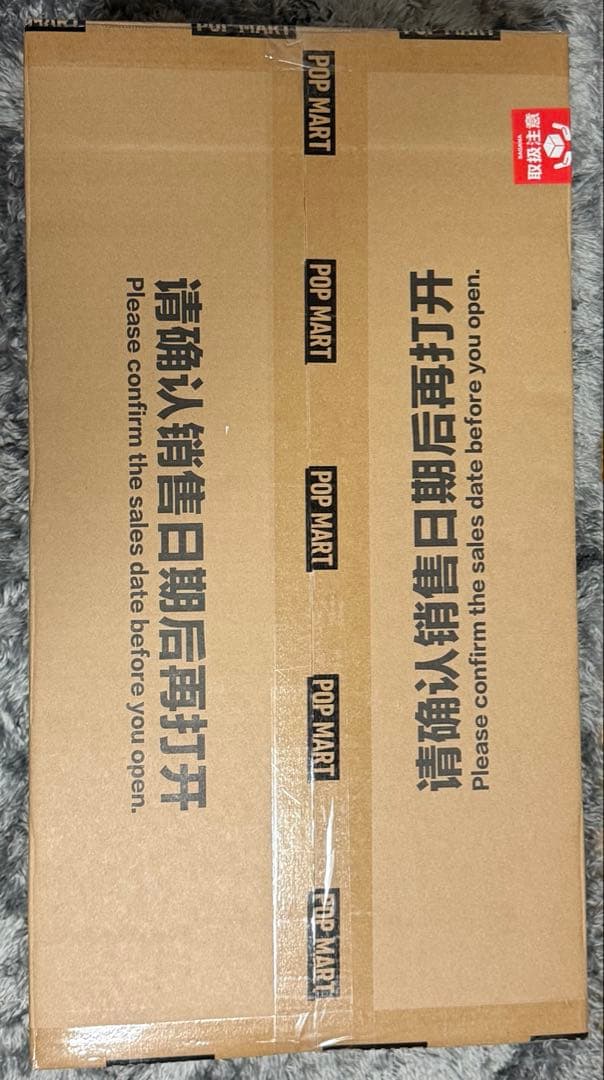 MART
POP MART
POP MART
POP MART
POP MART
POP MART
POP MART
POP MART
请确认销售日期后再打开
Please confirm the sales date before you open.
请确认销售日期后再打开
Please confirm the sales date before you open.
取扱注意